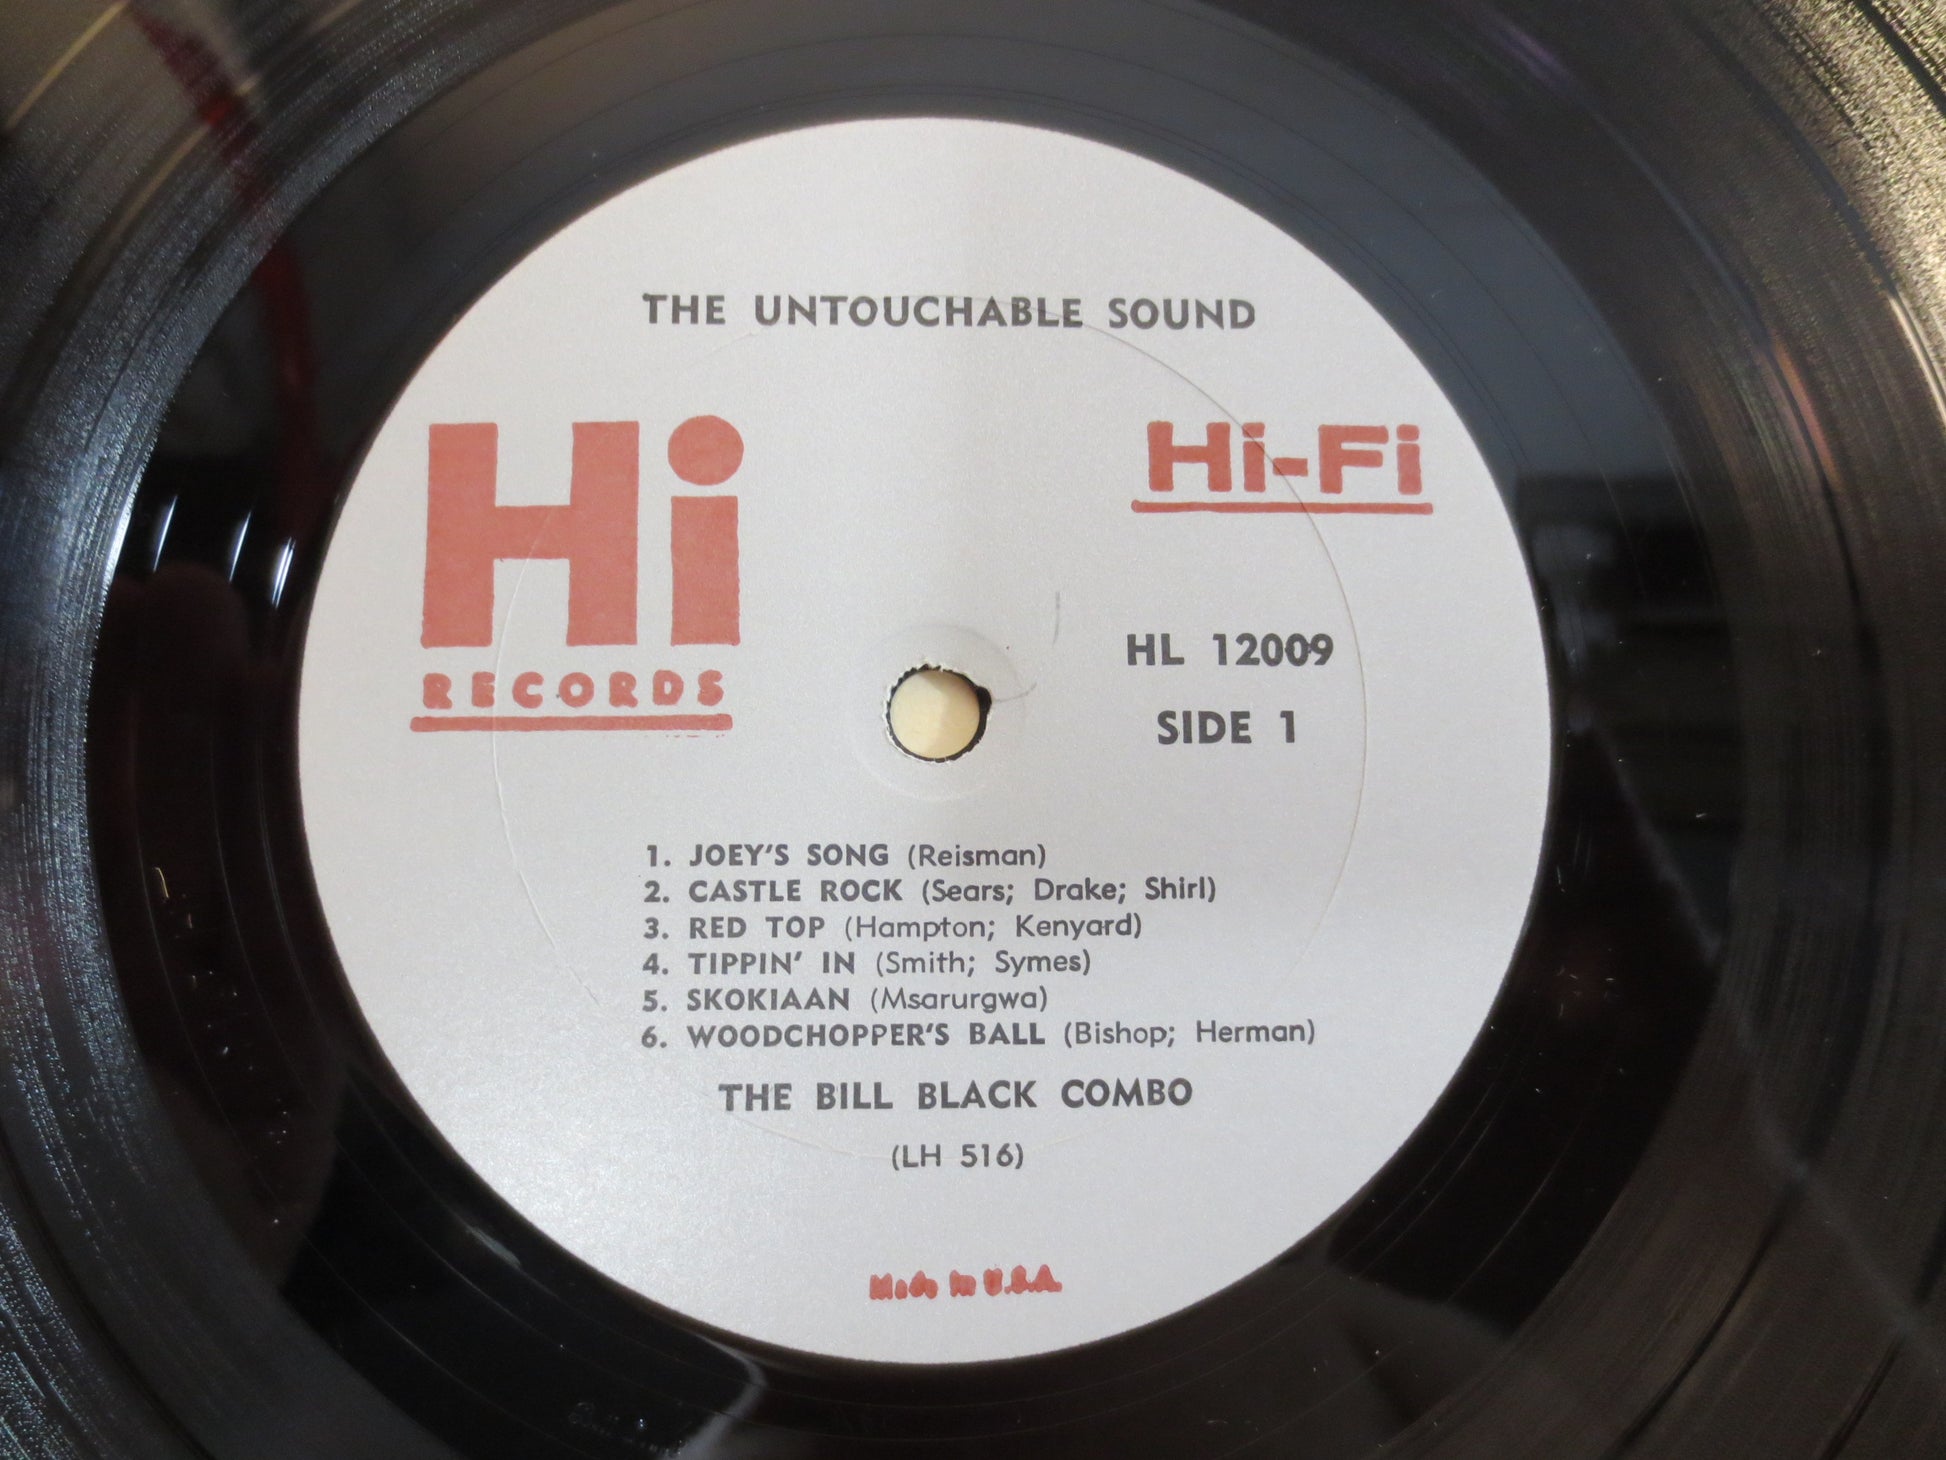 THE UNTOUCHABLE SOUND
Hi
RECORDS
Hi-Fi
HL 12009
SIDE 1
1. JOEY'S SONG (Reisman)
2. CASTLE ROCK (Sears; Drake; Shirl)
3. RED TOP (Hampton; Kenyard)
4. TIPPIN' IN (Smith; Symes)
5. SKOKIAAN (Msarurgwa)
6. WOODCHOPPER'S BALL (Bishop; Herman)
THE BILL BLACK COMBO
(LH 516)
Made in U.S.A.